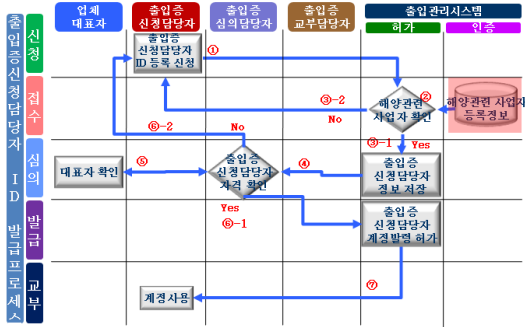 업체
대표자
출입증
신청담당자
출입증
심의담당자
출입증
교부담당자
출입관리시스템
허가
인증
출입증신청담당자 ID 발급프로세스
신청
접수
심의
발급
교부
출입증
신청담당자
ID 등록 신청
①
②
해양관련
사업자 확인
해양관련 사업자
등록정보
③-2
No
③-1
Yes
⑥-2
No
출입증
신청담당자
자격 확인
④
출입증
신청담당자
정보 저장
대표자 확인
⑤
Yes
⑥-1
출입증
신청담당자
계정발령 허가
⑦
계정사용